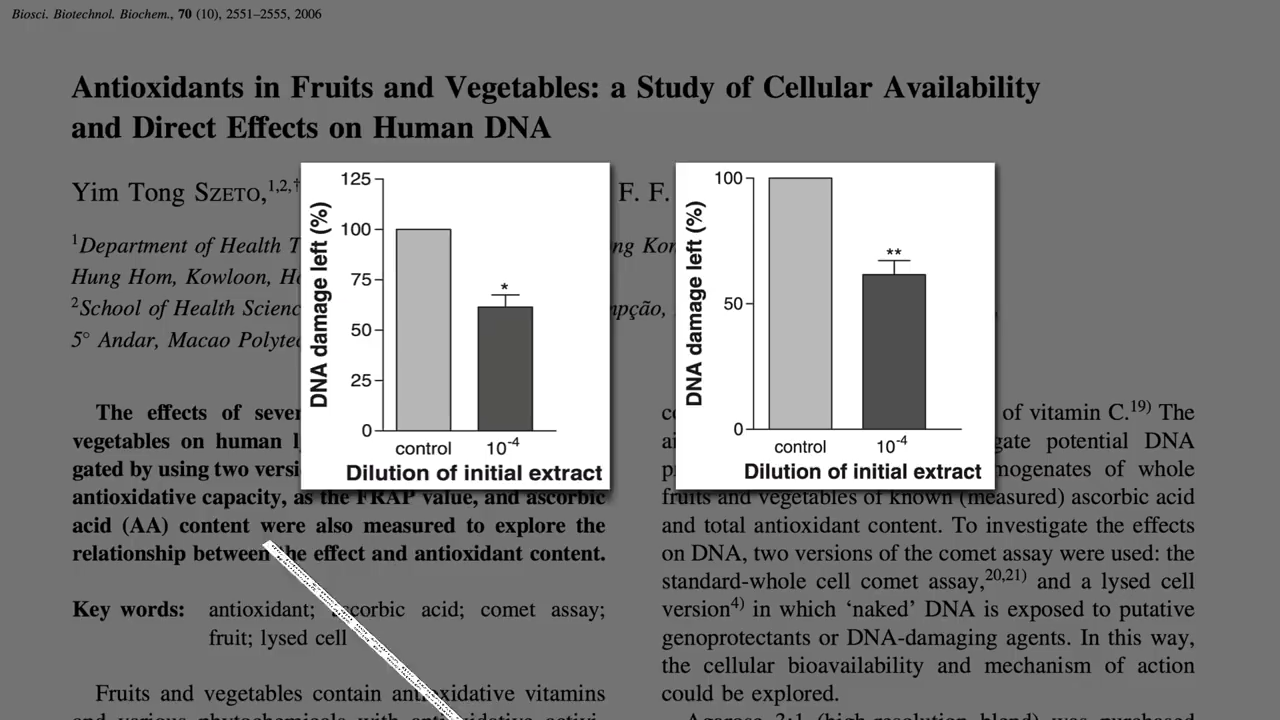 Biosci. Biotechnol. Biochem., 70 (10), 2551–2555, 2006
Antioxidants in Fruits and Vegetables: a Study of Cellular Availability
and Direct Effects on Human DNA
Yim Tong SZETO,1,2,†
F. F.
1Department of Health T
ng Kon
Hung Hom, Kowloon, Ho
2School of Health Scienc
mpção,
5° Andar, Macao Polytec
125
100
75
50
25
0
DNA damage left (%)
*
control
10-4
Dilution of initial extract
100
50
0
DNA damage left (%)
**
control
10-4
Dilution of initial extract
The effects of sever
vegetables on human l
gated by using two versi
antioxidative capacity, as the FRAP value, and ascorbic
acid (AA) content were also measured to explore the
relationship between the effect and antioxidant content.
Key words: antioxidant; ascorbic acid; comet assay;
fruit; lysed cell
Fruits and vegetables contain antioxidative vitamins
of vitamin C.19) The
gate potential DNA
mogenates of whole
fruits and vegetables of known (measured) ascorbic acid
and total antioxidant content. To investigate the effects
on DNA, two versions of the comet assay were used: the
standard-whole cell comet assay,20,21) and a lysed cell
version4) in which ‘naked’ DNA is exposed to putative
genoprotectants or DNA-damaging agents. In this way,
the cellular bioavailability and mechanism of action
could be explored.